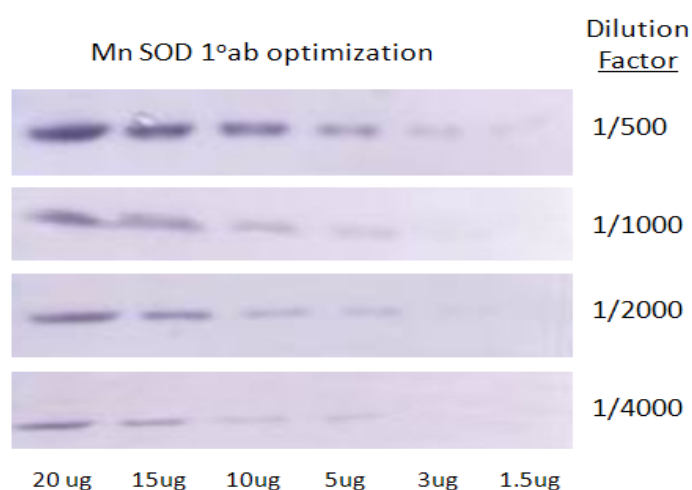 Mn SOD 1°ab optimization
Dilution
Factor
1/500
1/1000
1/2000
1/4000
20 ug 15ug 10ug 5ug 3ug 1.5ug